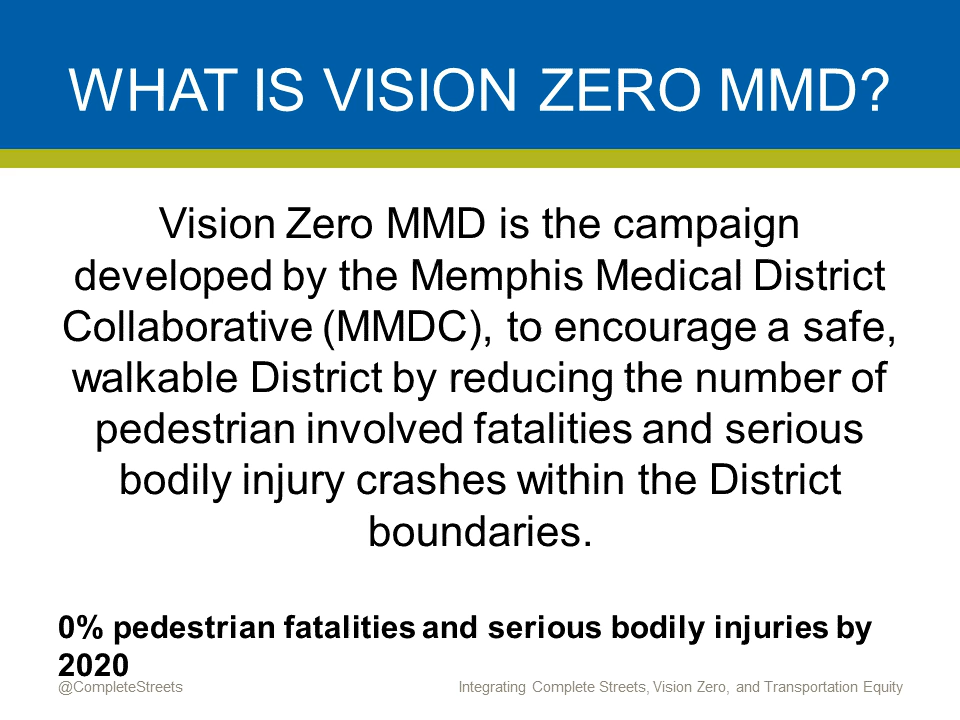 WHAT IS VISION ZERO MMD?
Vision Zero MMD is the campaign
developed by the Memphis Medical District
Collaborative (MMDC), to encourage a safe,
walkable District by reducing the number of
pedestrian involved fatalities and serious
bodily injury crashes within the District
boundaries.
0% pedestrian fatalities and serious bodily injuries by
2020
@CompleteStreets
Integrating Complete Streets, Vision Zero, and Transportation Equity